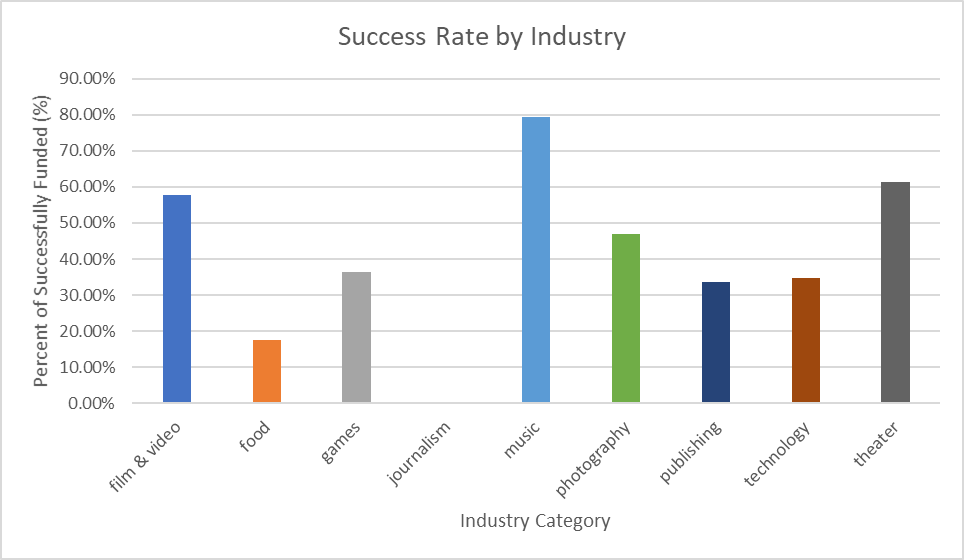 Success Rate by Industry
Percent of Successfully Funded (%)
90.00%
80.00%
70.00%
60.00%
50.00%
40.00%
30.00%
20.00%
10.00%
0.00%
film & video
food
games
journalism
music
photography
publishing
technology
theater
Industry Category